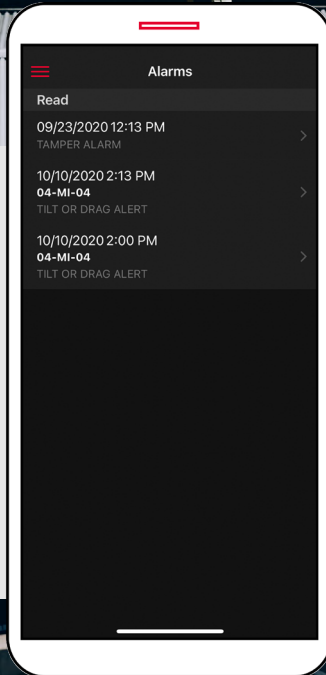 Alarms
Read
09/23/2020 12:13 PM
TAMPER ALARM
10/10/2020 2:13 PM
04-MI-04
TILT OR DRAG ALERT
10/10/2020 2:00 PM
04-MI-04
TILT OR DRAG ALERT